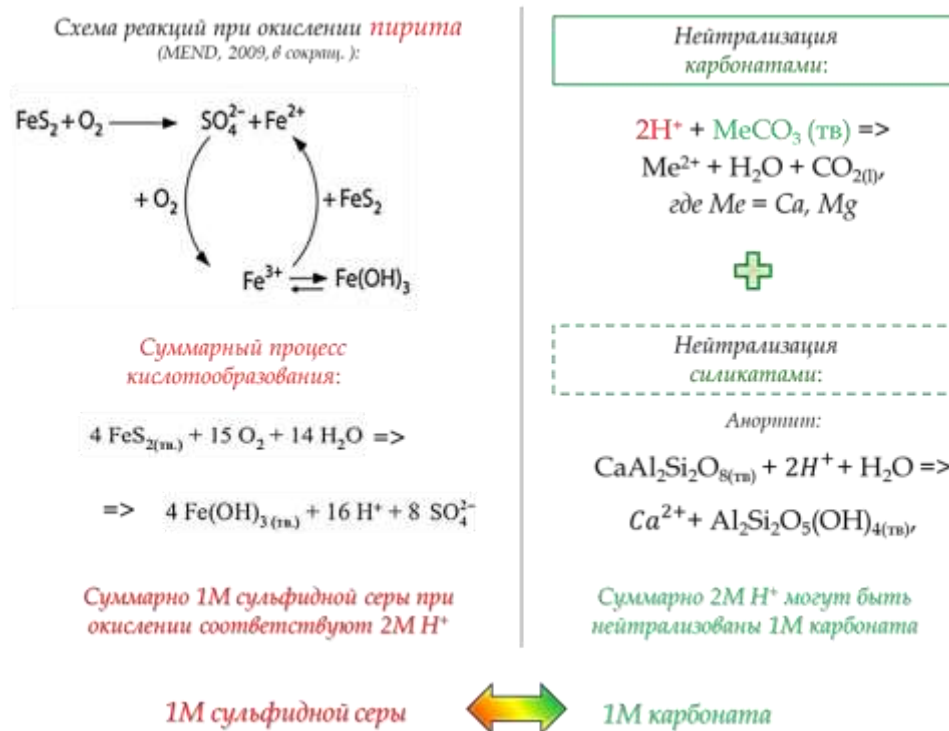 Схема реакций при окислении пирита
(MEND, 2009, в сокращ. ):
FeS₂ + O₂ ⟶ SO₄²⁻ + Fe²⁺
+ O₂
+ FeS₂
Fe³⁺ ⇄ Fe(OH)₃
Суммарный процесс
кислотообразования:
4 FeS₂(тв.) + 15 O₂ + 14 H₂O =>
=> 4 Fe(OH)₃ (тв.) + 16 H⁺ + 8 SO₄²⁻
Суммарно 1М сульфидной серы при
окислении соответствуют 2М H⁺
Нейтрализация
карбонатами:
2H⁺ + MeCO₃ (тв) =>
Me²⁺ + H₂O + CO₂(l),
где Me = Ca, Mg
Нейтрализация
силикатами:
Анортит:
CaAl₂Si₂O₈(тв) + 2H⁺ + H₂O =>
Ca²⁺ + Al₂Si₂O₅(OH)₄(тв),
Суммарно 2М H⁺ могут быть
нейтрализованы 1М карбоната
1М сульфидной серы
1М карбоната